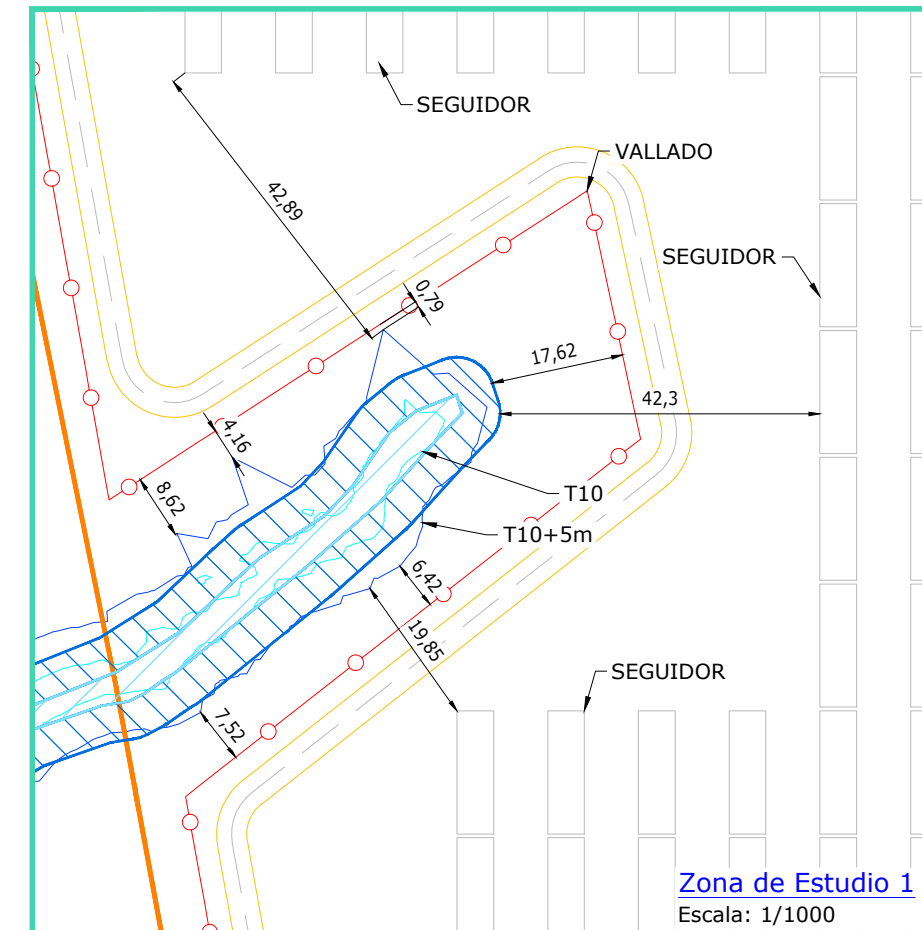 SEGUIDOR
VALLADO
42,89
SEGUIDOR
0,79
17,62
42,3
4,16
8,62
T10
T10+5m
6,42
19,85
SEGUIDOR
7,52
Zona de Estudio 1
Escala: 1/1000